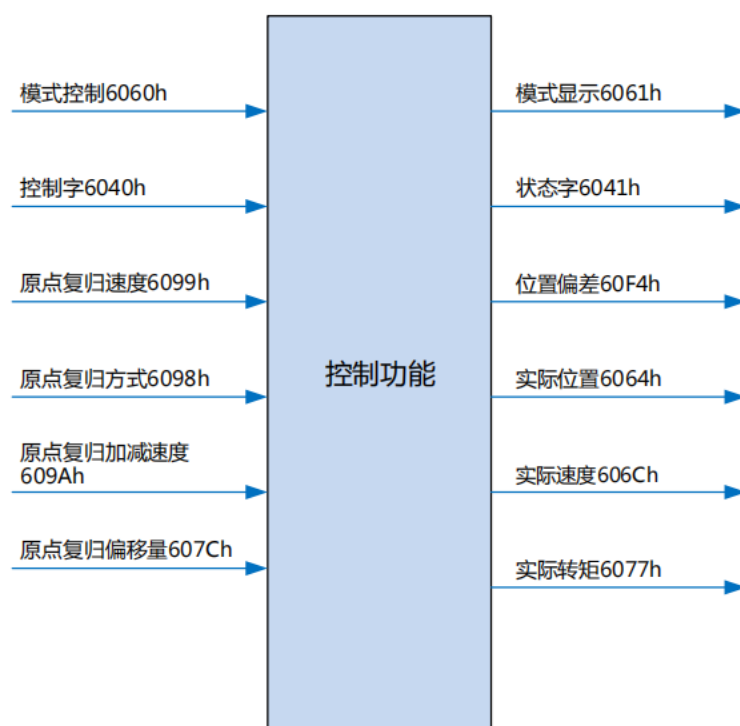 模式控制6060h
控制字6040h
原点复归速度6099h
原点复归方式6098h
原点复归加减速度
609Ah
原点复归偏移量607Ch
控制功能
模式显示6061h
状态字6041h
位置偏差60F4h
实际位置6064h
实际速度606Ch
实际转矩6077h